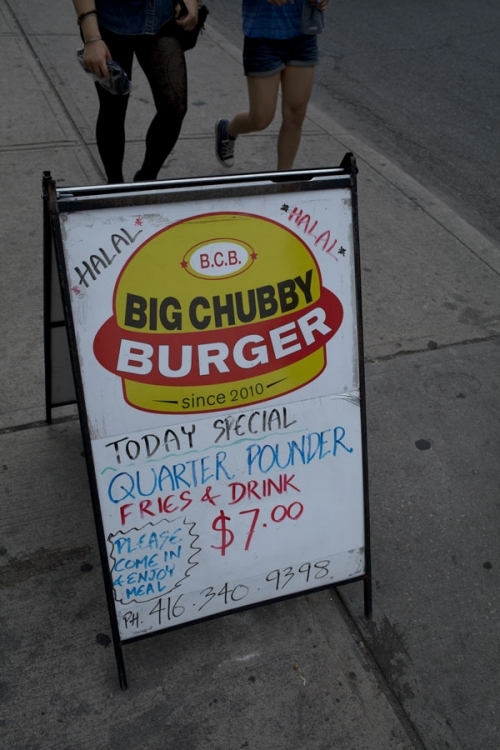 HALAL
HALAL
B.C.B.
BIG CHUBBY
BURGER
since 2010
TODAY SPECIAL
QUARTER POUNDER
FRIES & DRINK
$7.00
PLEASE
COME IN
& ENJOY
MEAL
PH. 416.340.9398